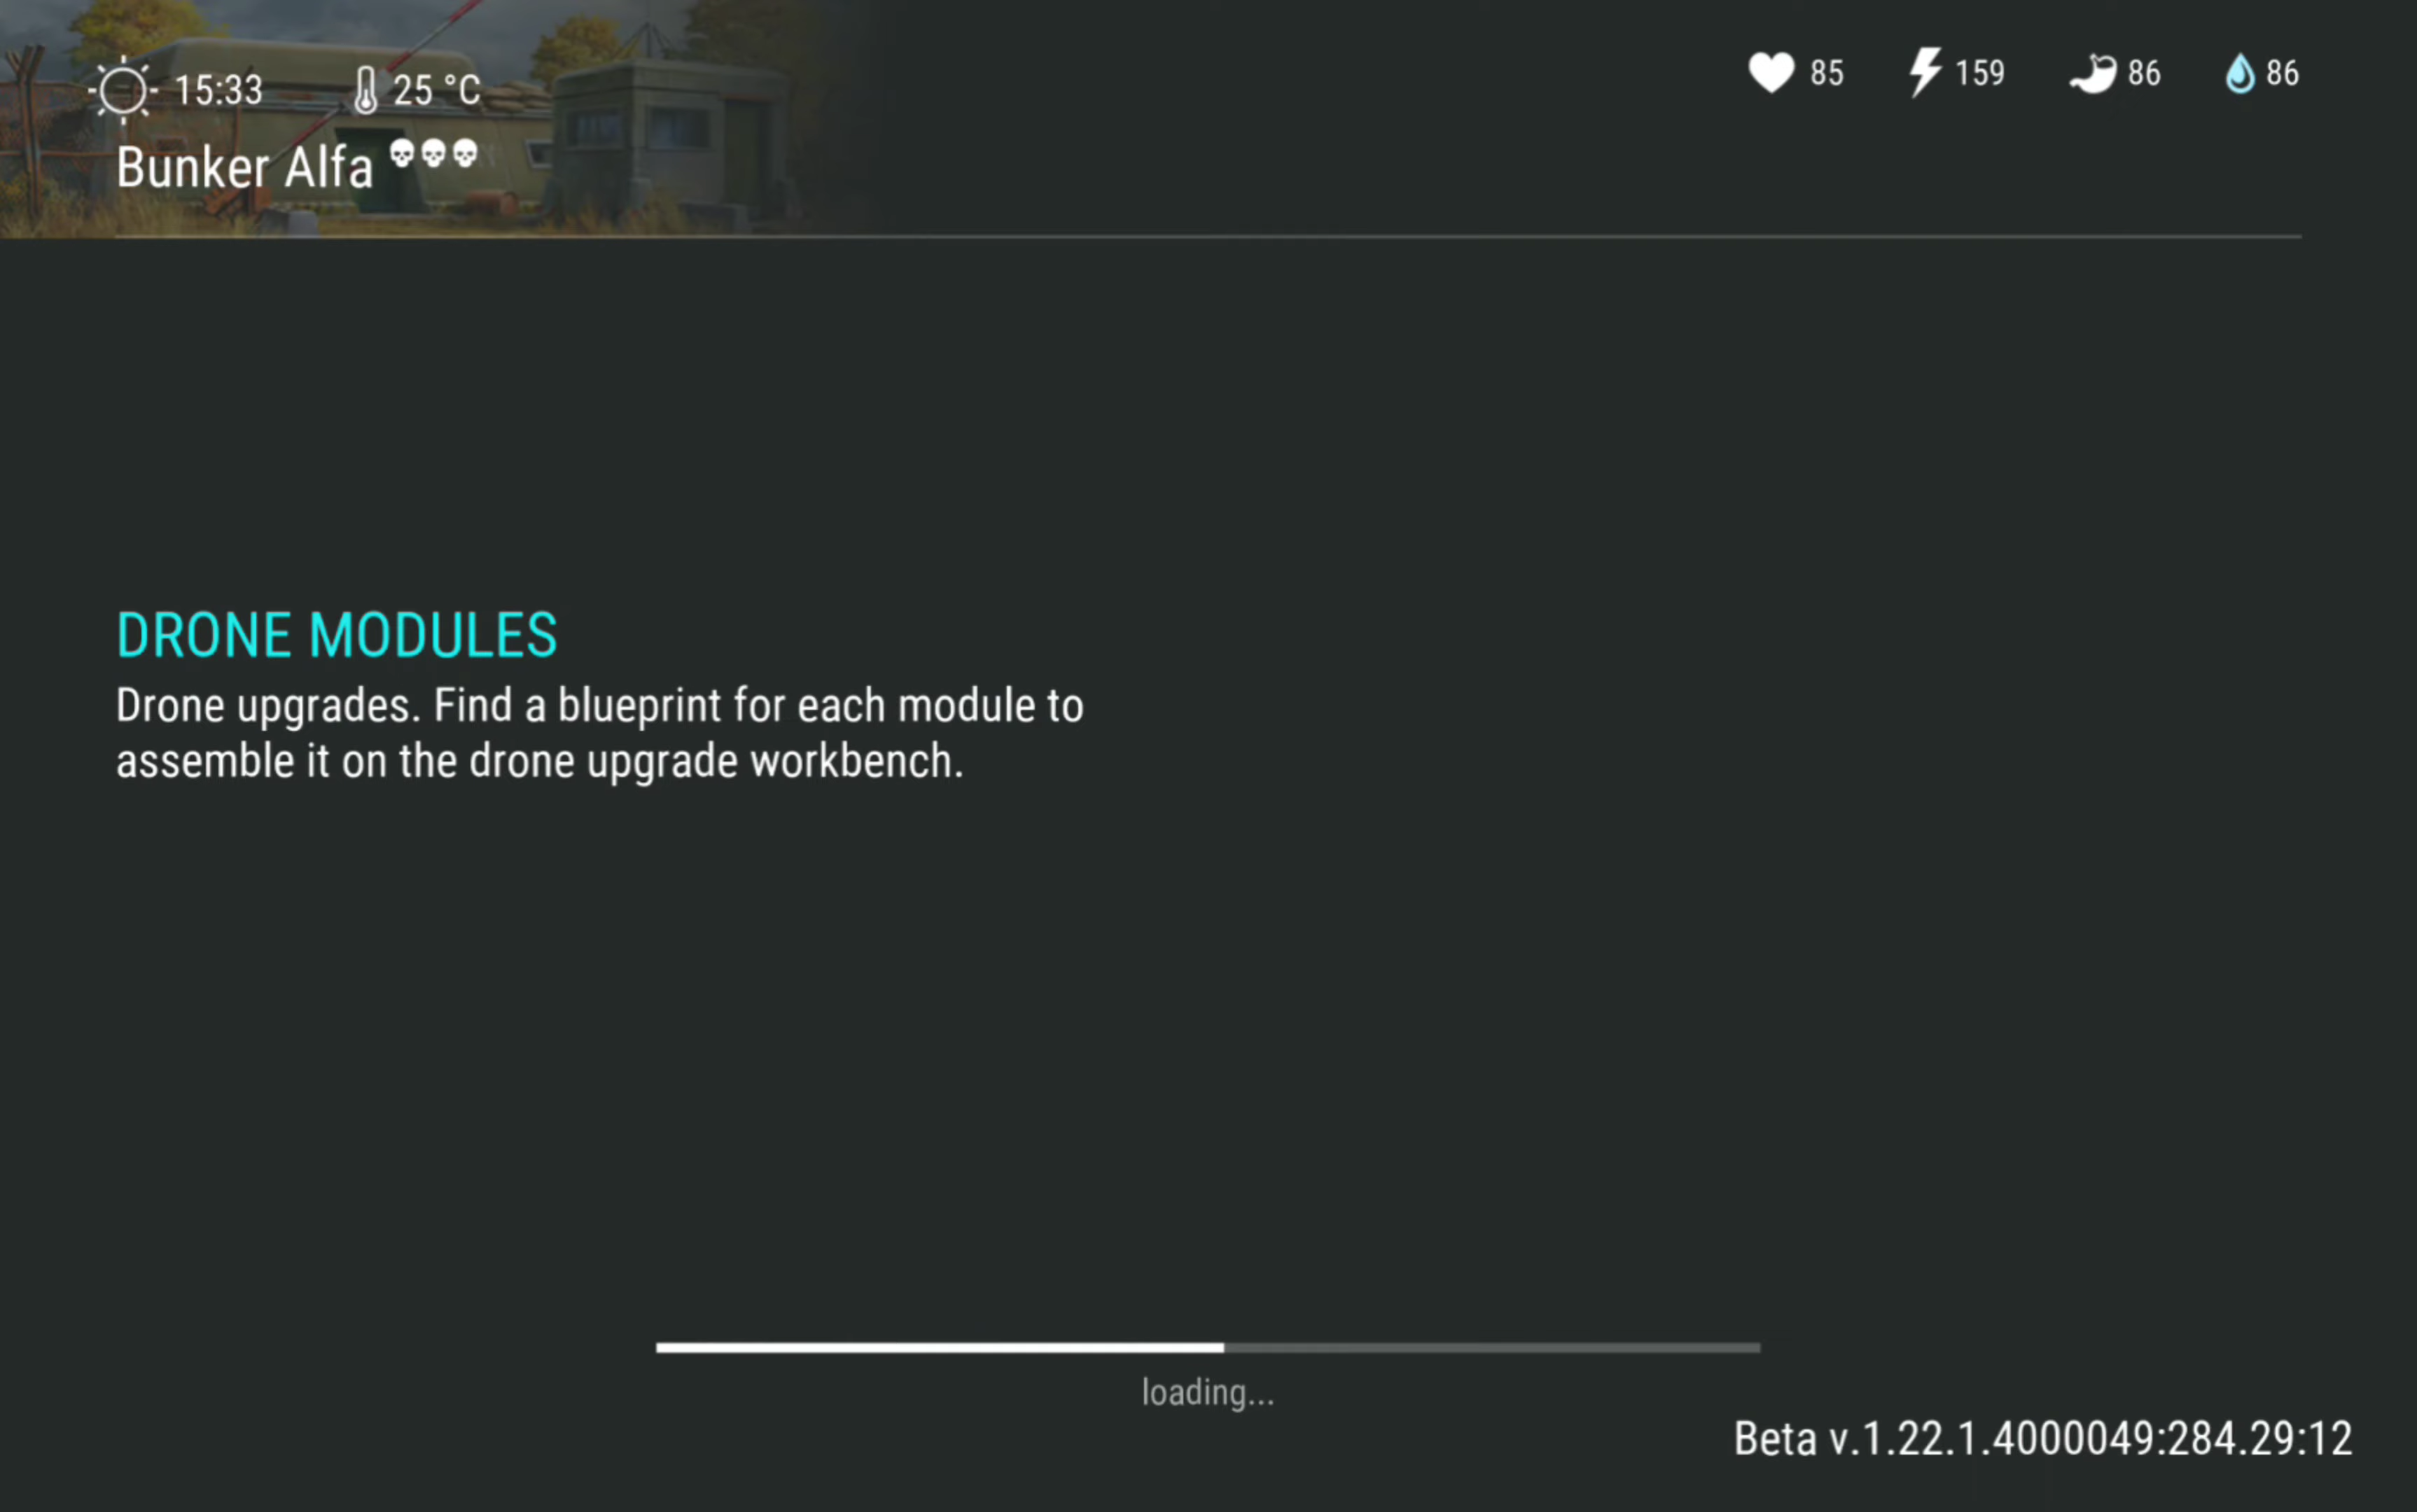 15:33 25 °C 85 159 86 86
Bunker Alfa
DRONE MODULES
Drone upgrades. Find a blueprint for each module to
assemble it on the drone upgrade workbench.
loading...
Beta v.1.22.1.4000049:284.29:12